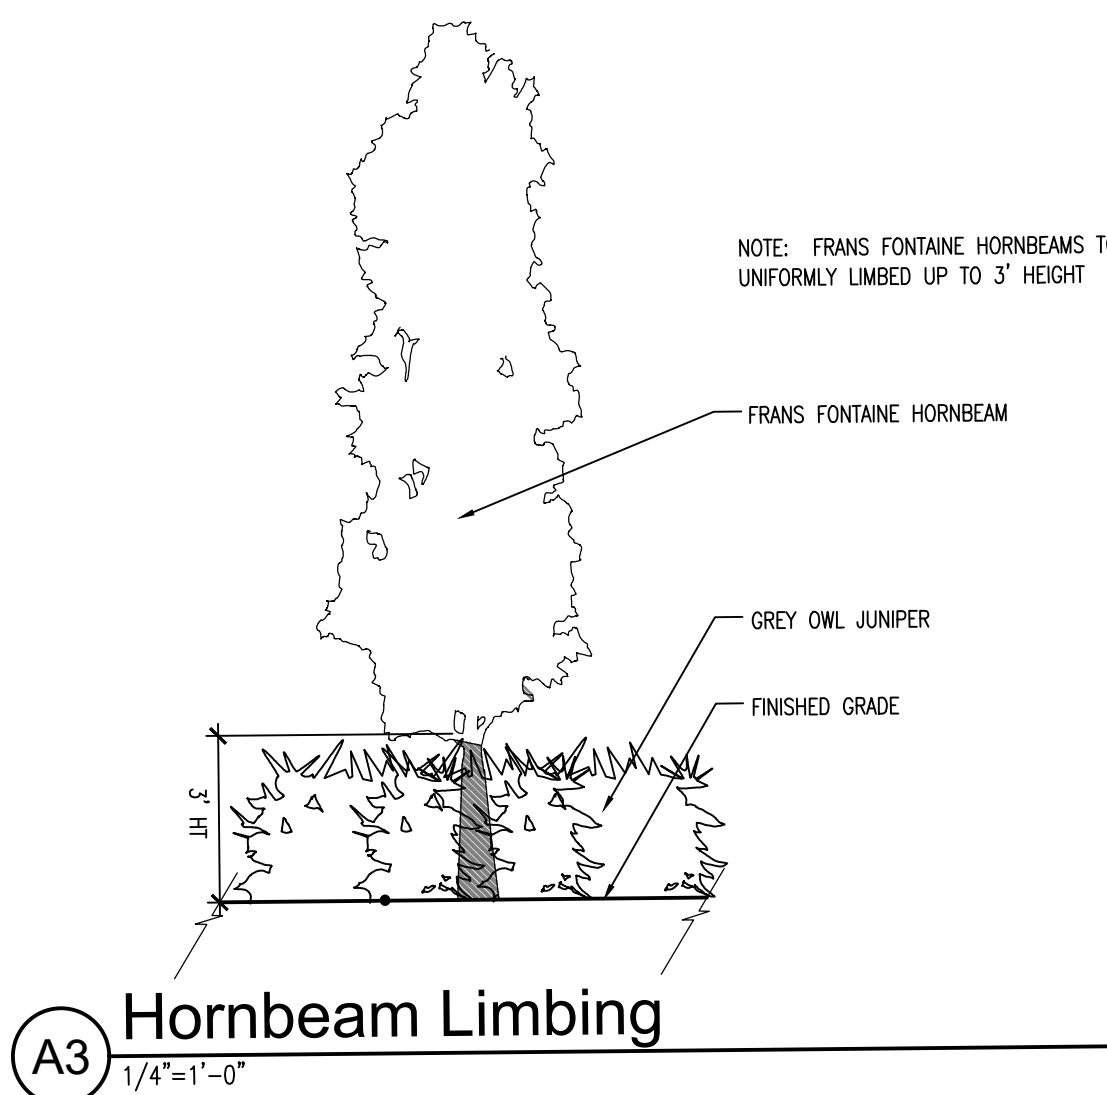 NOTE: FRANS FONTAINE HORNBEAMS
UNIFORMLY LIMBED UP TO 3' HEIGHT
FRANS FONTAINE HORNBEAM
GREY OWL JUNIPER
FINISHED GRADE
3' HT
Hornbeam Limbing
A3
1/4"=1'-0"